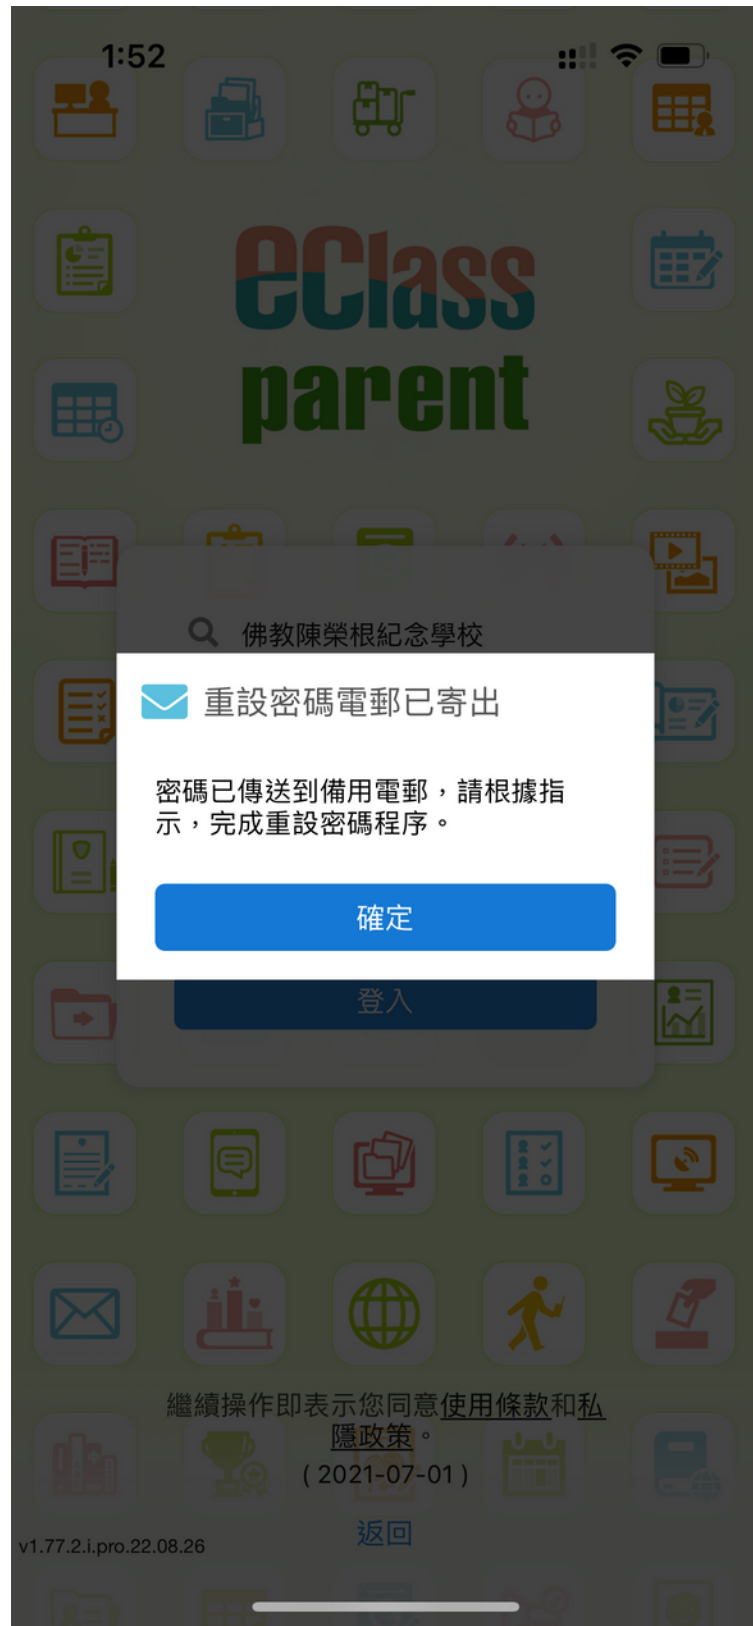 1:52
eClass
parent
佛教陳榮根紀念學校
重設密碼電郵已寄出
密碼已傳送到備用電郵，請根據指
示，完成重設密碼程序。
確定
登入
繼續操作即表示您同意使用條款和私
隱政策。
( 2021-07-01 )
返回
v1.77.2.i.pro.22.08.26